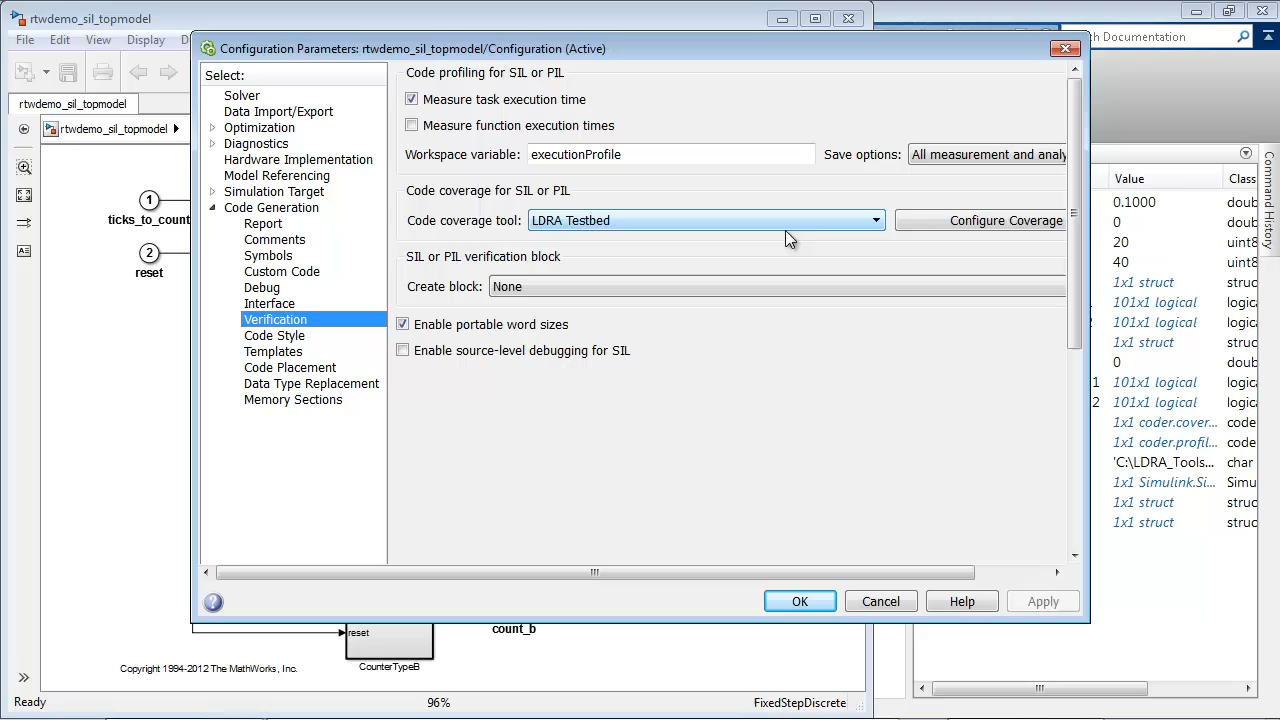 rtwdemo_sil_topmodel
File Edit View Display
rtwdemo_sil_topmodel
rtwdemo_sil_topmodel
1
ticks_to_count
2
reset
reset
CounterTypeB
count_b
Copyright 1994-2012 The MathWorks, Inc.
Ready 96% FixedStepDiscrete
Configuration Parameters: rtwdemo_sil_topmodel/Configuration (Active)
Select:
Solver
Data Import/Export
Optimization
Diagnostics
Hardware Implementation
Model Referencing
Simulation Target
Code Generation
Report
Comments
Symbols
Custom Code
Debug
Interface
Verification
Code Style
Templates
Code Placement
Data Type Replacement
Memory Sections
Code profiling for SIL or PIL
Measure task execution time
Measure function execution times
Workspace variable: executionProfile Save options: All measurement and analy
Code coverage for SIL or PIL
Code coverage tool: LDRA Testbed Configure Coverage
SIL or PIL verification block
Create block: None
Enable portable word sizes
Enable source-level debugging for SIL
OK Cancel Help Apply
h Documentation
Value Class
0.1000 doub
0 doub
20 uint8
40 uint8
1x1 struct struc
101x1 logical logic
101x1 logical logic
1x1 struct struc
0 doub
1 101x1 logical logic
2 101x1 logical logic
1x1 coder.cover... code
1x1 coder.profil... code
'C:\LDRA_Tools... char
1x1 Simulink.Si... Simu
1x1 struct struc
1x1 struct struc
Command History